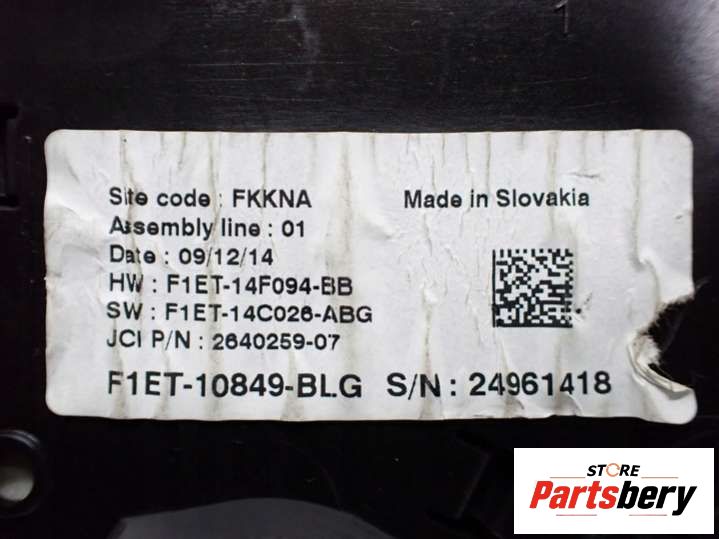 1
Site code : FKKNA
Made in Slovakia
Assembly line : 01
Date : 09/12/14
HW : F1ET-14F094-BB
SW : F1ET-14C026-ABG
JCI P/N : 2640259-07
F1ET-10849-BLG S/N : 24961418
STORE
Partsbery